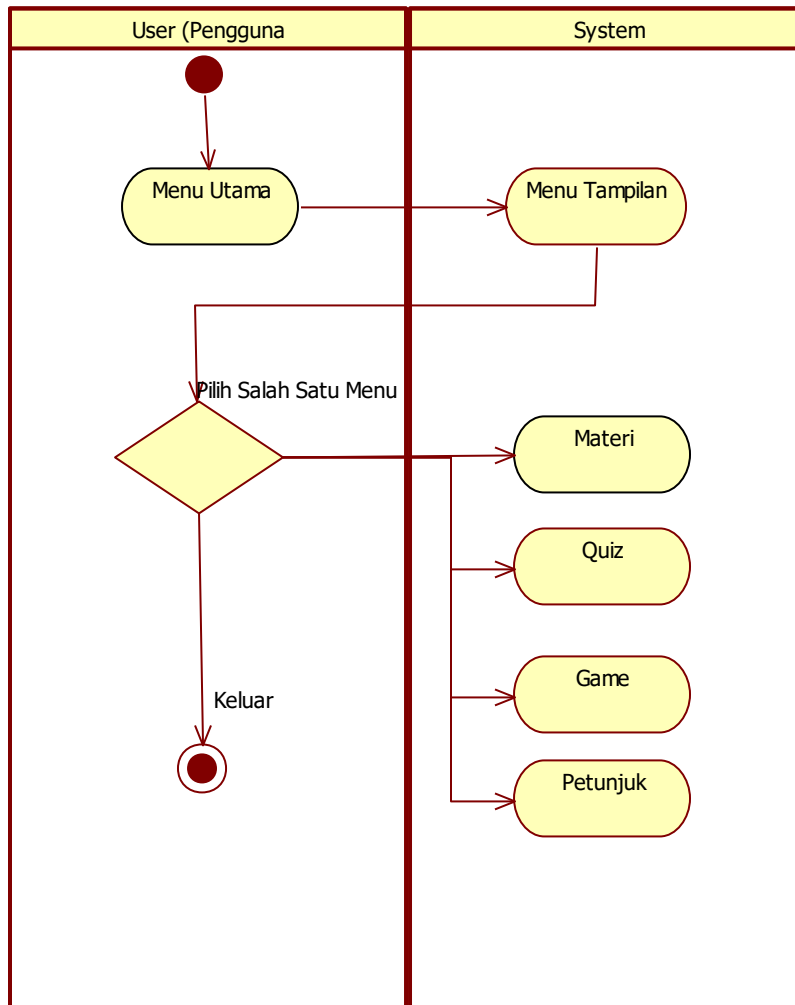 User (Pengguna
System
Menu Utama
Menu Tampilan
Pilih Salah Satu Menu
Materi
Quiz
Game
Keluar
Petunjuk